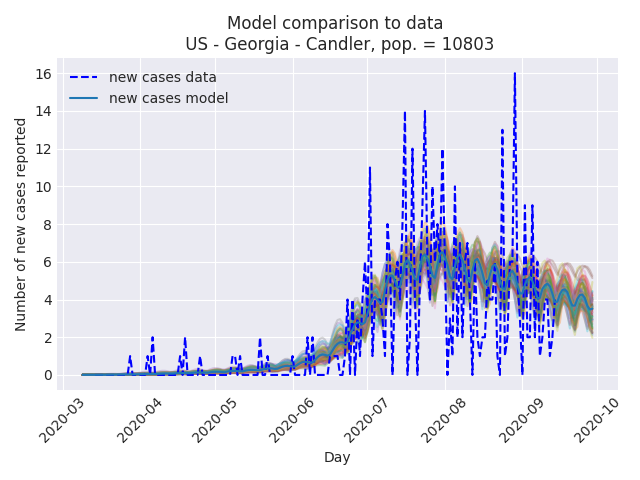 Model comparison to data
US - Georgia - Candler, pop. = 10803
new cases data
new cases model
Number of new cases reported
16
14
12
10
8
6
4
2
0
2020-03
2020-04
2020-05
2020-06
2020-07
2020-08
2020-09
2020-10
Day